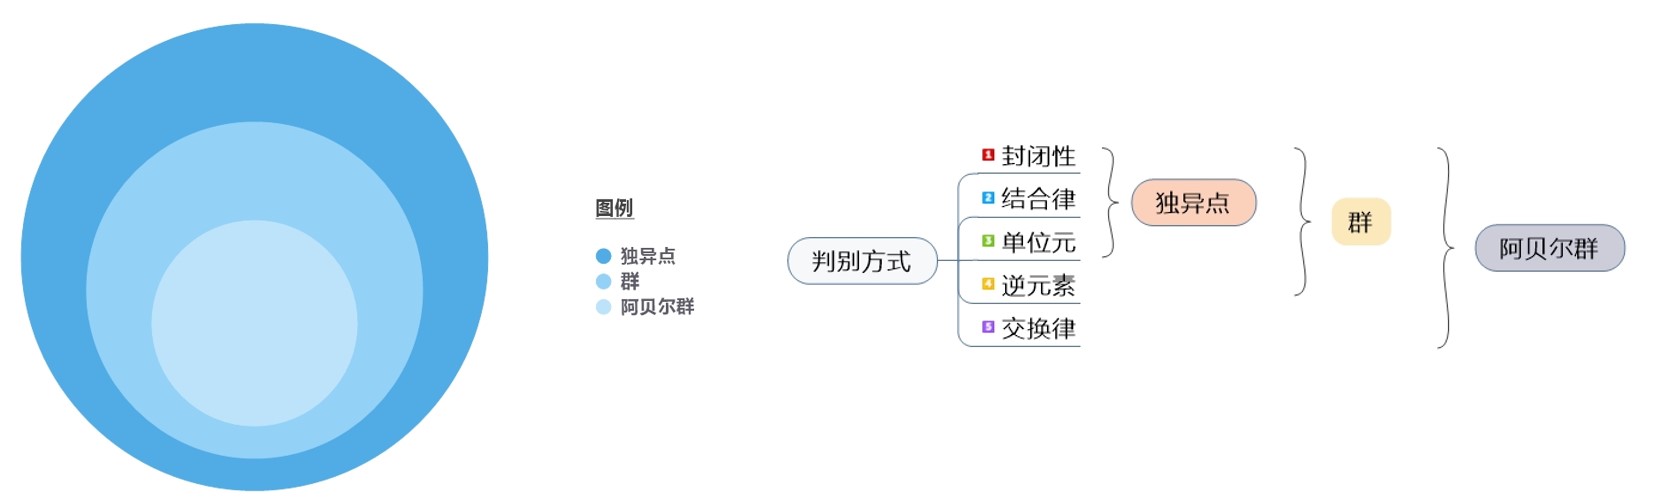 图例
独异点
群
阿贝尔群
判别方式
1 封闭性
2 结合律
3 单位元
4 逆元素
5 交换律
独异点
群
阿贝尔群